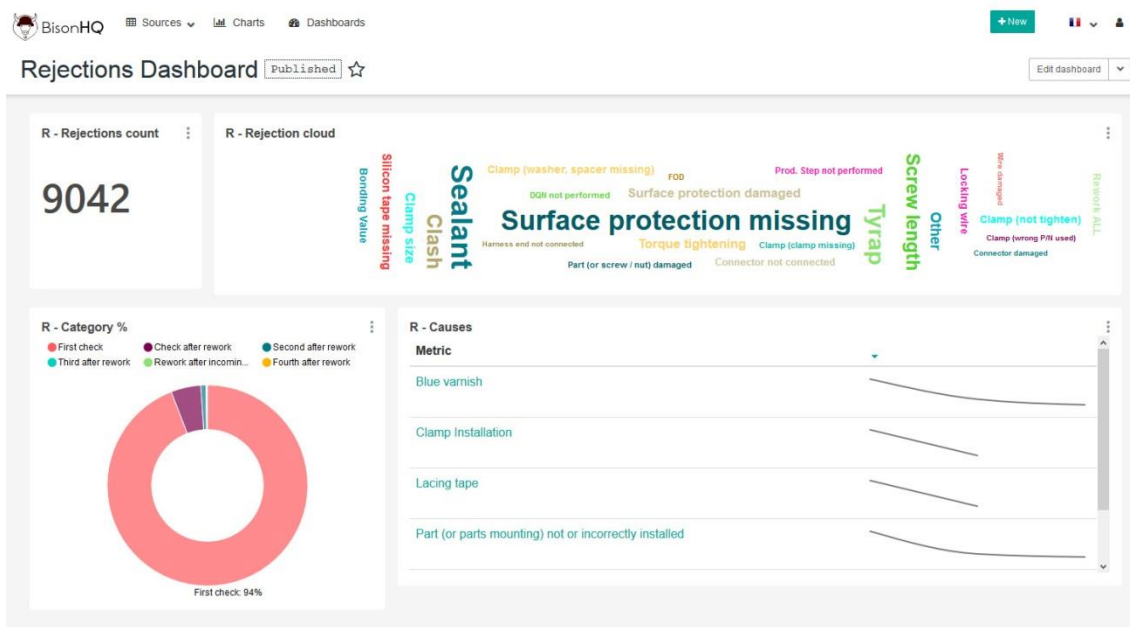 BisonHQ Sources Charts Dashboards + New
Rejections Dashboard Published Edit dashboard
R - Rejections count
9042
R - Rejection cloud
Bonding Value
Silicon tape missing
Clamp size
Clash
Sealant
Clamp (washer, spacer missing)
FOD
Prod. Step not performed
DQN not performed
Surface protection damaged
Surface protection missing
Harness end not connected
Torque tightening
Clamp (clamp missing)
Part (or screw / nut) damaged
Connector not connected
Tyrap
Screw length
Other
Locking wire
Wire damaged
Clamp (not tighten)
Clamp (wrong P/N used)
Connector damaged
Rework ALL
R - Category %
First check Check after rework Second after rework
Third after rework Rework after incomin... Fourth after rework
First check: 94%
R - Causes
Metric
Blue varnish
Clamp Installation
Lacing tape
Part (or parts mounting) not or incorrectly installed